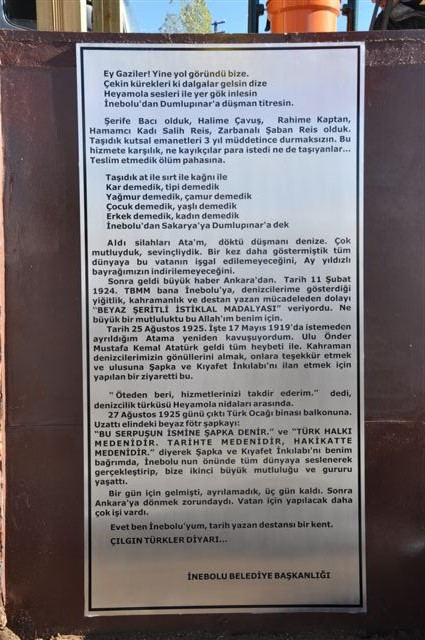 Ey Gaziler! Yine yol göründü bize.
Çekin kürekleri ki dalgalar gelsin dize
Heyamola sesleri ile yer gök inlesin
İnebolu'dan Dumlupınar'a düşman titresin.
Şerife Bacı olduk, Halime Çavuş, Rahime Kaptan,
Hamamcı Kadı Salih Reis, Zarbanalı Şaban Reis olduk.
Taşıdık kutsal emanetleri 3 yıl müddetince durmaksızın. Bu
hizmete karşılık, ne kayıkçılar para istedi ne de taşıyanlar...
Teslim etmedik ölüm pahasına.
Taşıdık at ile sırt ile kağnı ile
Kar demedik, tipi demedik
Yağmur demedik, çamur demedik
Çocuk demedik, yaşlı demedik
Erkek demedik, kadın demedik
İnebolu'dan Sakarya'ya Dumlupınar'a dek
Aldı silahları Ata'm, döktü düşmanı denize. Çok
mutluyduk, sevinçliydik. Bir kez daha göstermiştik tüm
dünyaya bu vatanın işgal edilemeyeceğini, Ay yıldızlı
bayrağımızın indirilemeyeceğini.
Sonra geldi büyük haber Ankara'dan. Tarih 11 Şubat
1924. TBMM bana İnebolu'ya, denizcilerime gösterdiği
yiğitlik, kahramanlık ve destan yazan mücadeleden dolayı
"BEYAZ ŞERİTLİ İSTİKLAL MADALYASI" veriyordu. Ne
büyük bir mutluluktu bu Allah'ım benim için.
Tarih 25 Ağustos 1925. İşte 17 Mayıs 1919'da istemeden
ayrıldığım Atama yeniden kavuşuyordum. Ulu Önder
Mustafa Kemal Atatürk geldi tüm heybeti ile. Kahraman
denizcilerimizin gönüllerini almak, onlara teşekkür etmek
ve ulusuna Şapka ve Kıyafet İnkılabı'nı ilan etmek için
yapılan bir ziyaretti bu.
"Öteden beri, hizmetlerinizi takdir ederim." dedi,
denizcilik türküsü Heyamola nidaları arasında.
27 Ağustos 1925 günü çıktı Türk Ocağı binası balkonuna.
Uzattı elindeki beyaz fötr şapkayı:
"BU SERPUŞUN İSMİNE ŞAPKA DENİR." ve "TÜRK HALKI
MEDENİDİR. TARİHTE MEDENİDİR, HAKİKATTE
MEDENİDİR." diyerek Şapka ve Kıyafet İnkılabı'nı benim
bağrımda, İnebolu nun önünde tüm dünyaya seslenerek
gerçekleştirip, bize ikinci büyük mutluluğu ve gururu
yaşattı.
Bir gün için gelmişti, ayrılamadık, üç gün kaldı. Sonra
Ankara'ya dönmek zorundaydı. Vatan için yapılacak daha
çok işi vardı.
Evet ben İnebolu'yum, tarih yazan destansı bir kent.
ÇILGIN TÜRKLER DİYARI...
İNEBOLU BELEDİYE BAŞKANLIĞI